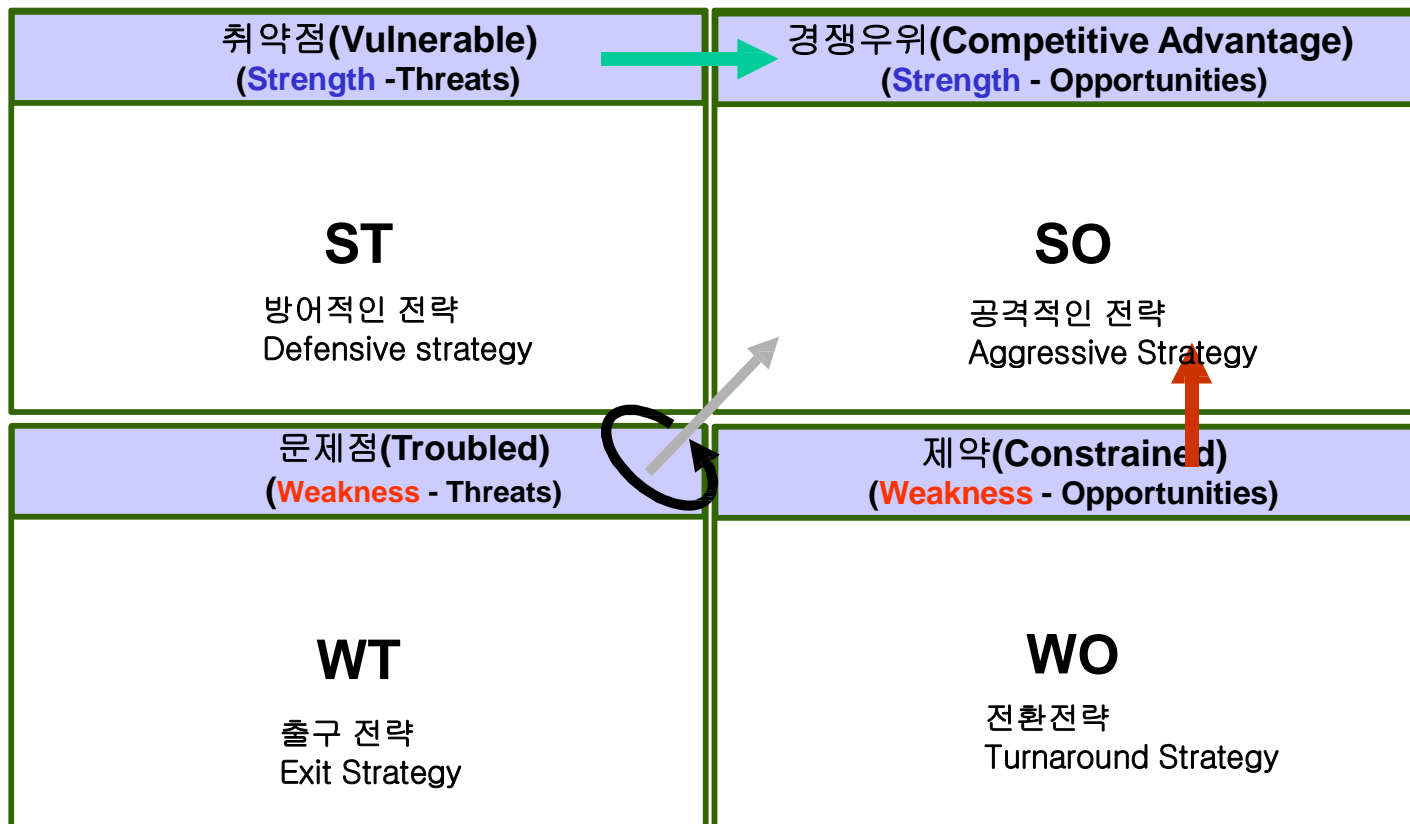 취약점(Vulnerable)
(Strength -Threats)
ST
방어적인 전략
Defensive strategy
경쟁우위(Competitive Advantage)
(Strength - Opportunities)
SO
공격적인 전략
Aggressive Strategy
문제점(Troubled)
(Weakness - Threats)
WT
출구 전략
Exit Strategy
제약(Constrained)
(Weakness - Opportunities)
WO
전환전략
Turnaround Strategy